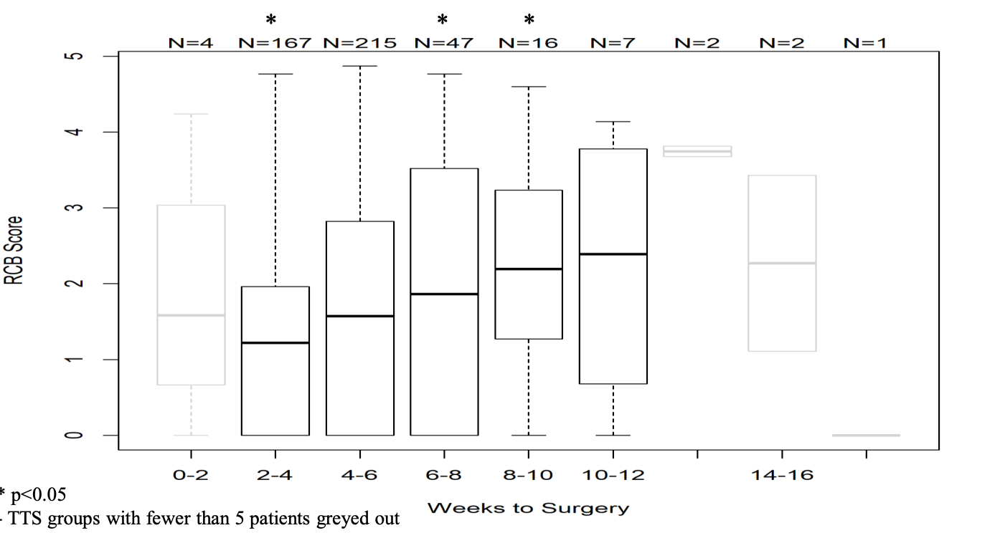 * * *
N=4 N=167 N=215 N=47 N=16 N=7 N=2 N=2 N=1
5
4
3
2
1
0
RCB Score
0-2 2-4 4-6 6-8 8-10 10-12 14-16
Weeks to Surgery
* p<0.05
- TTS groups with fewer than 5 patients greyed out